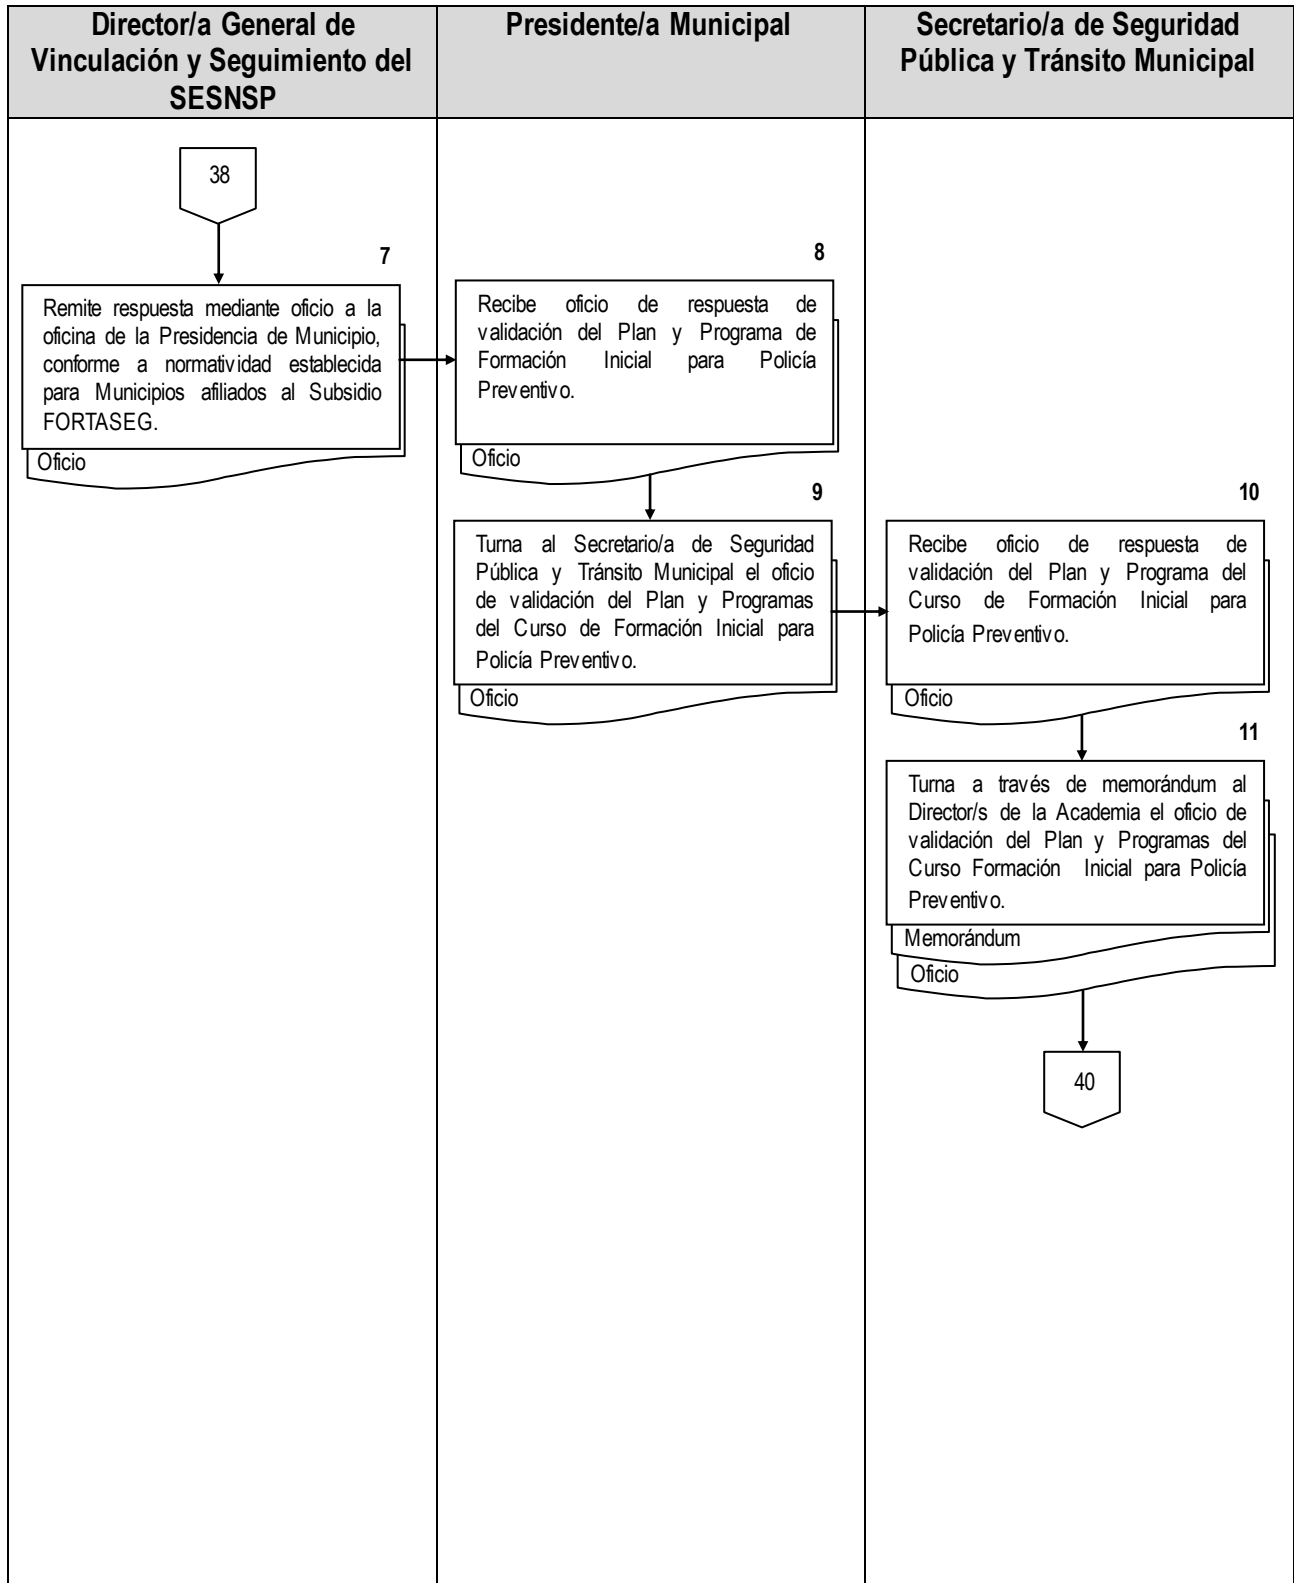 Director/a General de
Vinculación y Seguimiento del
SESNSP
Presidente/a Municipal
Secretario/a de Seguridad
Pública y Tránsito Municipal
38
7
Remite respuesta mediante oficio a la
oficina de la Presidencia de Municipio,
conforme a normatividad establecida
para Municipios afiliados al Subsidio
FORTASEG.
Oficio
8
Recibe oficio de respuesta de
validación del Plan y Programa de
Formación Inicial para Policía
Preventivo.
Oficio
9
Turna al Secretario/a de Seguridad
Pública y Tránsito Municipal el oficio
de validación del Plan y Programas
del Curso de Formación Inicial para
Policía Preventivo.
Oficio
10
Recibe oficio de respuesta de
validación del Plan y Programa del
Curso de Formación Inicial para
Policía Preventivo.
Oficio
11
Turna a través de memorándum al
Director/s de la Academia el oficio de
validación del Plan y Programas del
Curso Formación Inicial para Policía
Preventivo.
Memorándum
Oficio
40